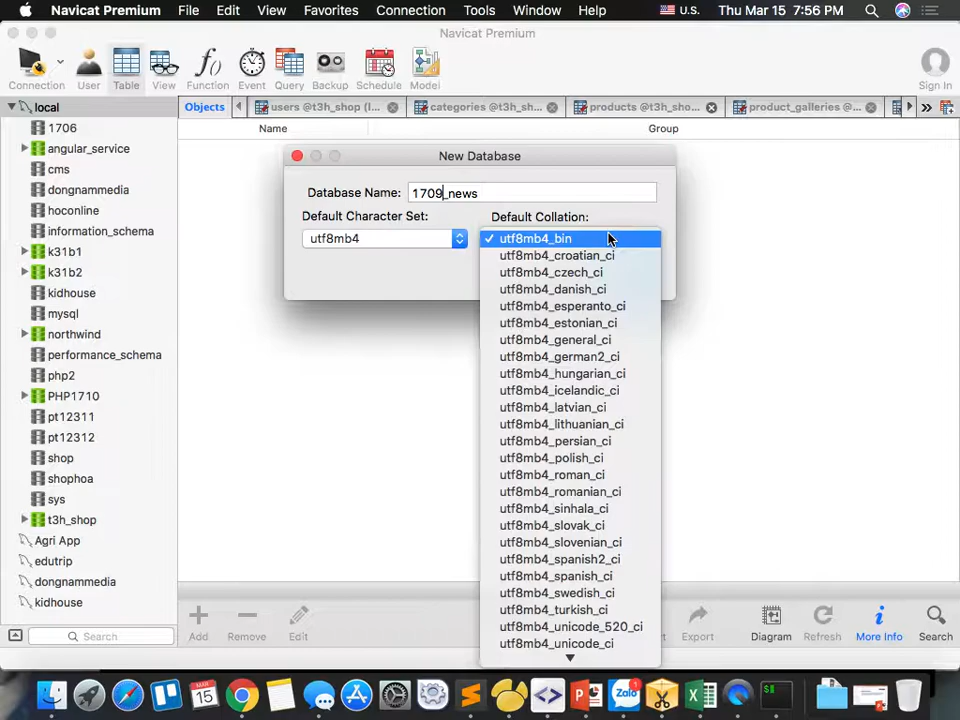 Navicat Premium File Edit View Favorites Connection Tools Window Help U.S. Thu Mar 15 7:56 PM
Navicat Premium
Connection User Table View Function Event Query Backup Schedule Model Sign In
local
Objects users @t3h_shop (l... categories @t3h_sh... products @t3h_sho... product_galleries @...
1706
Name Group
angular_service
cms
dongnammedia
hoconline
information_schema
k31b1
k31b2
kidhouse
mysql
northwind
performance_schema
php2
PHP1710
pt12311
pt12312
shop
shophoa
sys
t3h_shop
Agri App
edutrip
dongnammedia
kidhouse
Search
New Database
Database Name: 1709_news
Default Character Set: Default Collation:
utf8mb4
✓ utf8mb4_bin
utf8mb4_croatian_ci
utf8mb4_czech_ci
utf8mb4_danish_ci
utf8mb4_esperanto_ci
utf8mb4_estonian_ci
utf8mb4_general_ci
utf8mb4_german2_ci
utf8mb4_hungarian_ci
utf8mb4_icelandic_ci
utf8mb4_latvian_ci
utf8mb4_lithuanian_ci
utf8mb4_persian_ci
utf8mb4_polish_ci
utf8mb4_roman_ci
utf8mb4_romanian_ci
utf8mb4_sinhala_ci
utf8mb4_slovak_ci
utf8mb4_slovenian_ci
utf8mb4_spanish2_ci
utf8mb4_spanish_ci
utf8mb4_swedish_ci
utf8mb4_turkish_ci
utf8mb4_unicode_520_ci
utf8mb4_unicode_ci
Add Remove Edit Export Diagram Refresh More Info Search
15
Zalo
1